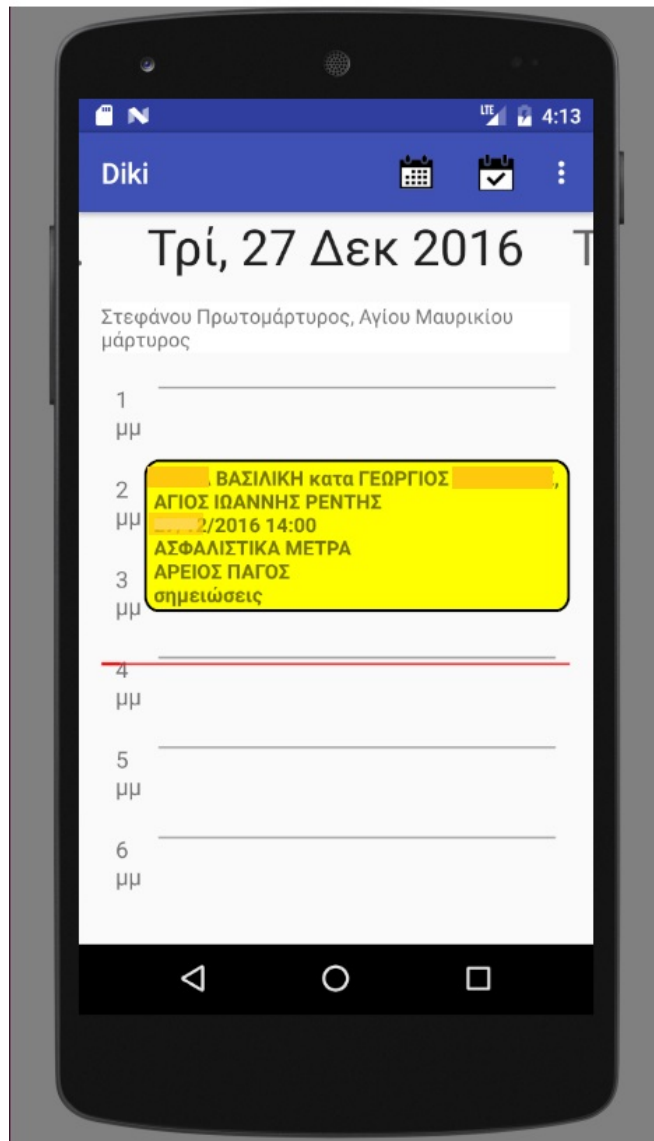 LTE 4:13
Diki
Τρί, 27 Δεκ 2016 Τ
Στεφάνου Πρωτομάρτυρος, Αγίου Μαυρικίου
μάρτυρος
1
μμ
2
μμ
ΒΑΣΙΛΙΚΗ κατα ΓΕΩΡΓΙΟΣ ,
ΑΓΙΟΣ ΙΩΑΝΝΗΣ ΡΕΝΤΗΣ
/2016 14:00
ΑΣΦΑΛΙΣΤΙΚΑ ΜΕΤΡΑ
ΑΡΕΙΟΣ ΠΑΓΟΣ
σημειώσεις
3
μμ
4
μμ
5
μμ
6
μμ